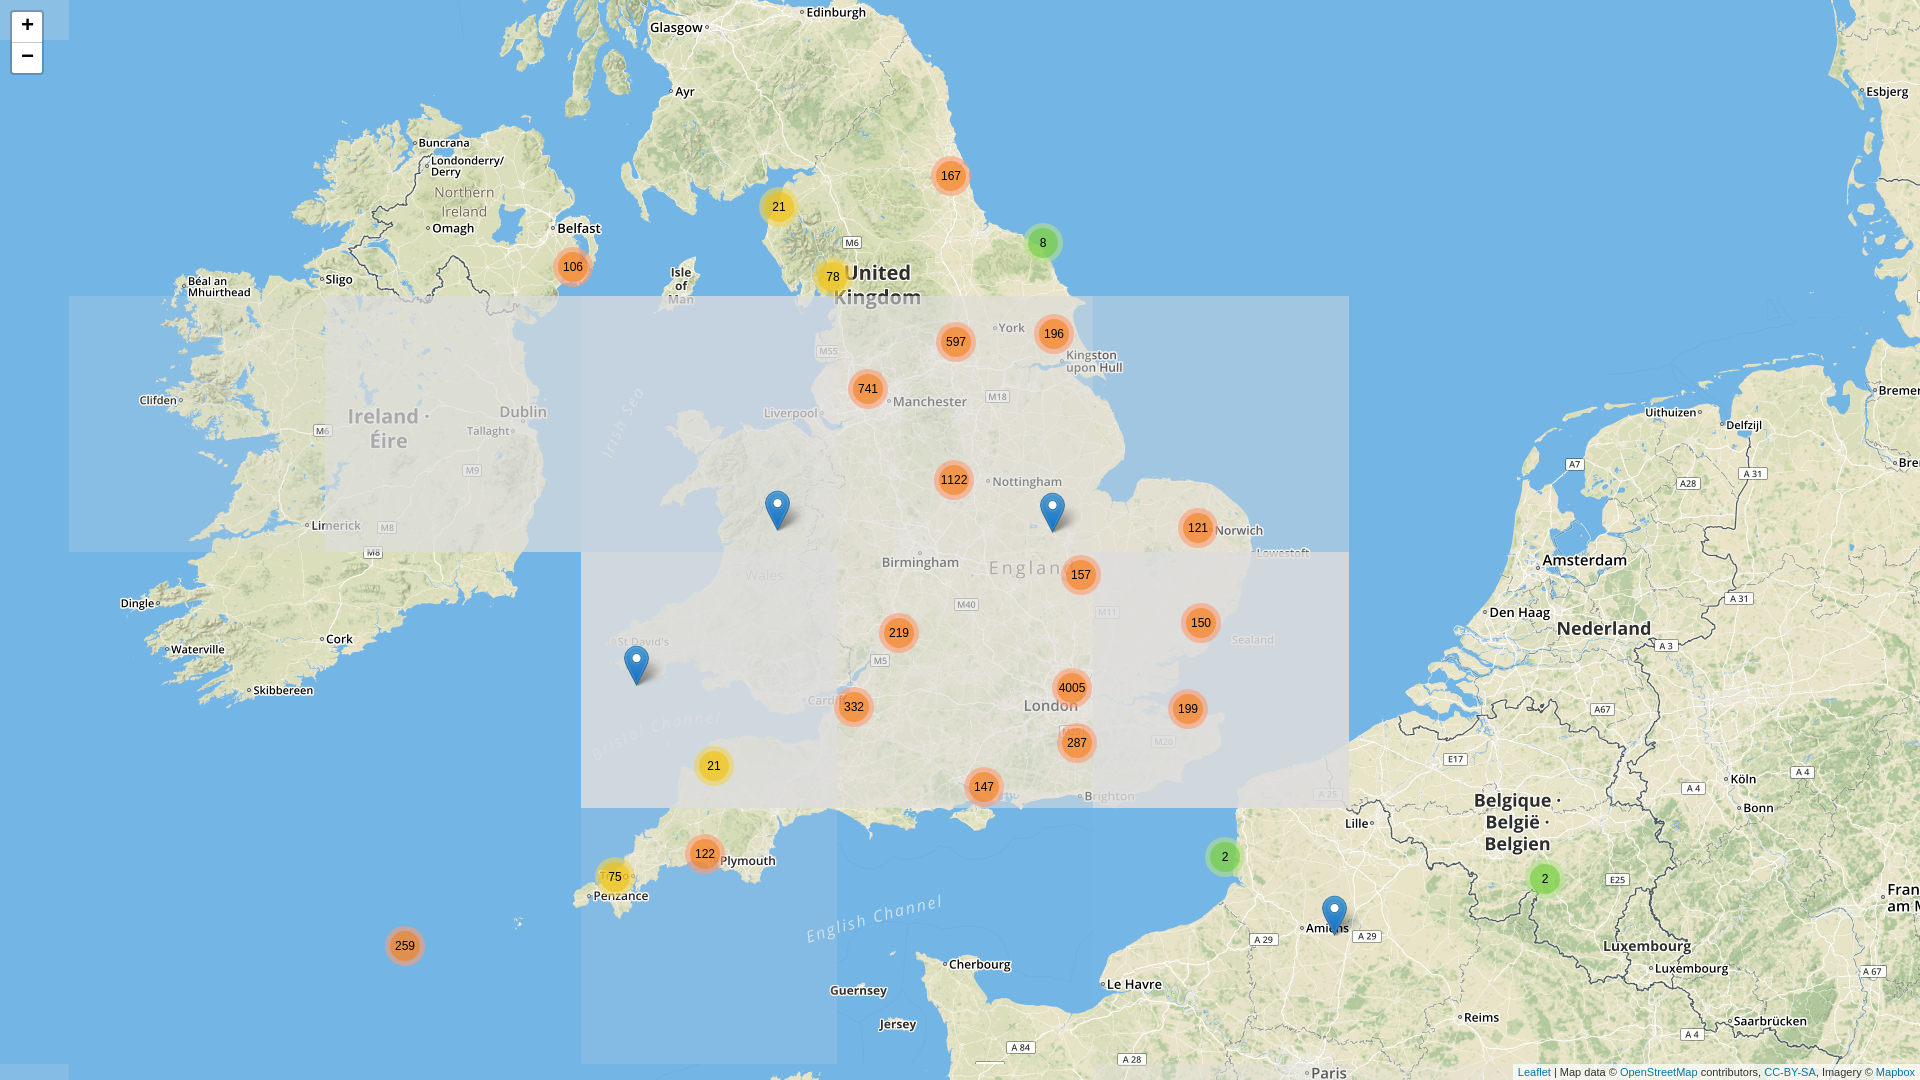 +
−
Glasgow
Edinburgh
Ayr
Esbjerg
Buncrana
Londonderry/
Derry
Northern
Ireland
Omagh
Belfast
167
21
8
M6
106
78
United
Kingdom
Isle
of
Man
Béal an
Mhuirthead
Sligo
York
597
196
Kingston
upon Hull
M55
741
Manchester
M18
Liverpool
Irish Sea
Clifden
Ireland ·
Éire
Dublin
Tallaght
M6
M9
Uithuizen
Delfzijl
A7
A 31
A28
1122
Nottingham
121
Norwich
Lowestoft
Limerick
M8
M8
Birmingham
England
157
Wales
Amsterdam
Dingle
M40
M11
150
Sealand
Den Haag
Nederland
A 31
A 3
Cork
Waterville
Skibbereen
219
M5
St David's
4005
London
Cardiff
332
199
287
M20
Bristol Channel
A67
E17
21
147
Brighton
A 25
Köln
A 4
A 4
Bonn
Belgique ·
België ·
Belgien
Lille
122
Plymouth
75
Penzance
2
2
E25
English Channel
Amiens
A 29
A 29
259
Luxembourg
Luxembourg
A 67
Cherbourg
Guernsey
Le Havre
Jersey
Reims
Saarbrücken
A 84
A 28
A 4
Paris
Leaflet | Map data © OpenStreetMap contributors, CC-BY-SA, Imagery © Mapbox